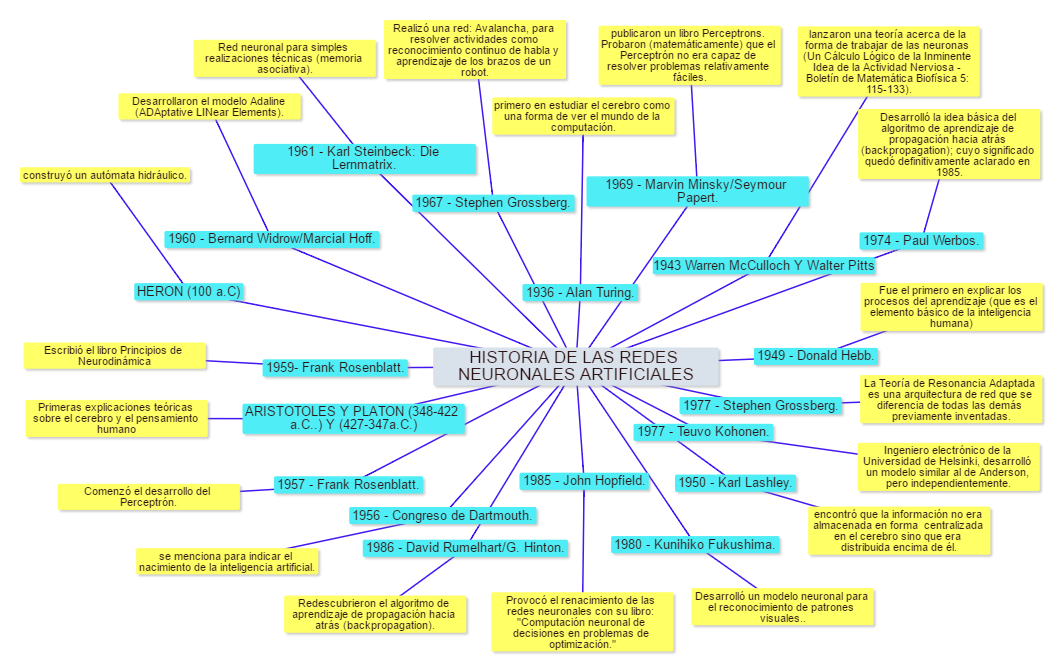 Realizó una red: Avalancha, para
resolver actividades como
reconocimiento continuo de habla y
aprendizaje de los brazos de un
robot.
publicaron un libro Perceptrons.
Probaron (matemáticamente) que el
Perceptrón no era capaz de
resolver problemas relativamente
fáciles.
lanzaron una teoría acerca de la
forma de trabajar de las neuronas
(Un Cálculo Lógico de la Inminente
Idea de la Actividad Nerviosa -
Boletín de Matemática Biofísica 5:
115-133).
Red neuronal para simples
realizaciones técnicas (memoria
asociativa).
Desarrollaron el modelo Adaline
(ADAptative LINear Elements).
primero en estudiar el cerebro como
una forma de ver el mundo de la
computación.
Desarrolló la idea básica del
algoritmo de aprendizaje de
propagación hacia atrás
(backpropagation); cuyo significado
quedó definitivamente aclarado en
1985.
1961 - Karl Steinbeck: Die
Lernmatrix.
construyó un autómata hidráulico.
1967 - Stephen Grossberg.
1969 - Marvin Minsky/Seymour
Papert.
1960 - Bernard Widrow/Marcial Hoff.
1974 - Paul Werbos.
1943 Warren McCulloch Y Walter Pitts
HERON (100 a.C)
1936 - Alan Turing.
Fue el primero en explicar los
procesos del aprendizaje (que es el
elemento básico de la inteligencia
humana)
Escribió el libro Principios de
Neurodinámica
1959- Frank Rosenblatt.
HISTORIA DE LAS REDES
NEURONALES ARTIFICIALES
1949 - Donald Hebb.
Primeras explicaciones teóricas
sobre el cerebro y el pensamiento
humano
ARISTOTELES Y PLATON (348-422
a.C..) Y (427-347a.C.)
1977 - Stephen Grossberg.
La Teoría de Resonancia Adaptada
es una arquitectura de red que se
diferencia de todas las demás
previamente inventadas.
1977 - Teuvo Kohonen.
Ingeniero electrónico de la
Universidad de Helsinki, desarrolló
un modelo similar al de Anderson,
pero independientemente.
Comenzó el desarrollo del
Perceptrón.
1957 - Frank Rosenblatt.
1985 - John Hopfield.
1950 - Karl Lashley.
1956 - Congreso de Dartmouth.
encontró que la información no era
almacenada en forma  centralizada
en el cerebro sino que era
distribuida encima de él.
se menciona para indicar el
nacimiento de la inteligencia artificial.
1986 - David Rumelhart/G. Hinton.
1980 - Kunihiko Fukushima.
Redescubrieron el algoritmo de
aprendizaje de propagación hacia
atrás (backpropagation).
Provocó el renacimiento de las
redes neuronales con su libro:
"Computación neuronal de
decisiones en problemas de
optimización."
Desarrolló un modelo neuronal para
el reconocimiento de patrones
visuales..